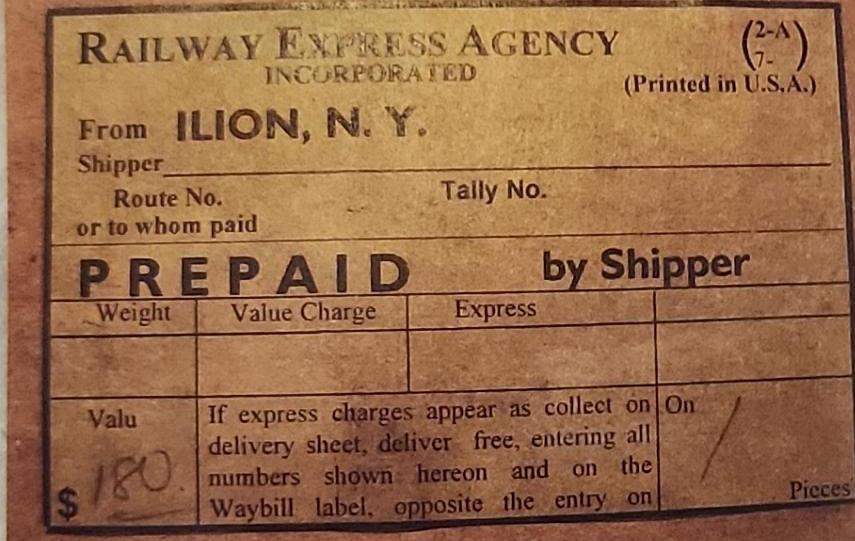 RAILWAY EXPRESS AGENCY
INCORPORATED
(2-A
7- )
(Printed in U.S.A.)
From ILION, N. Y.
Shipper
Route No. Tally No.
or to whom paid
PREPAID by Shipper
Weight Value Charge Express
Valu
$ 180.
If express charges appear as collect on
delivery sheet, deliver free, entering all
numbers shown hereon and on the
Waybill label, opposite the entry on
On / Pieces